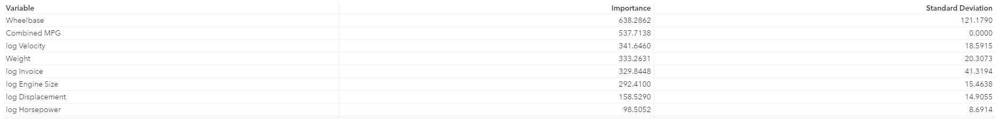 Variable Importance Standard Deviation
Wheelbase 638.2862 121.1790
Combined MPG 537.7138 0.0000
log Velocity 341.6460 18.5915
Weight 333.2631 20.3073
log Invoice 329.8448 41.3194
log Engine Size 292.4100 15.4638
log Displacement 158.5290 14.9055
log Horsepower 98.5052 8.6914